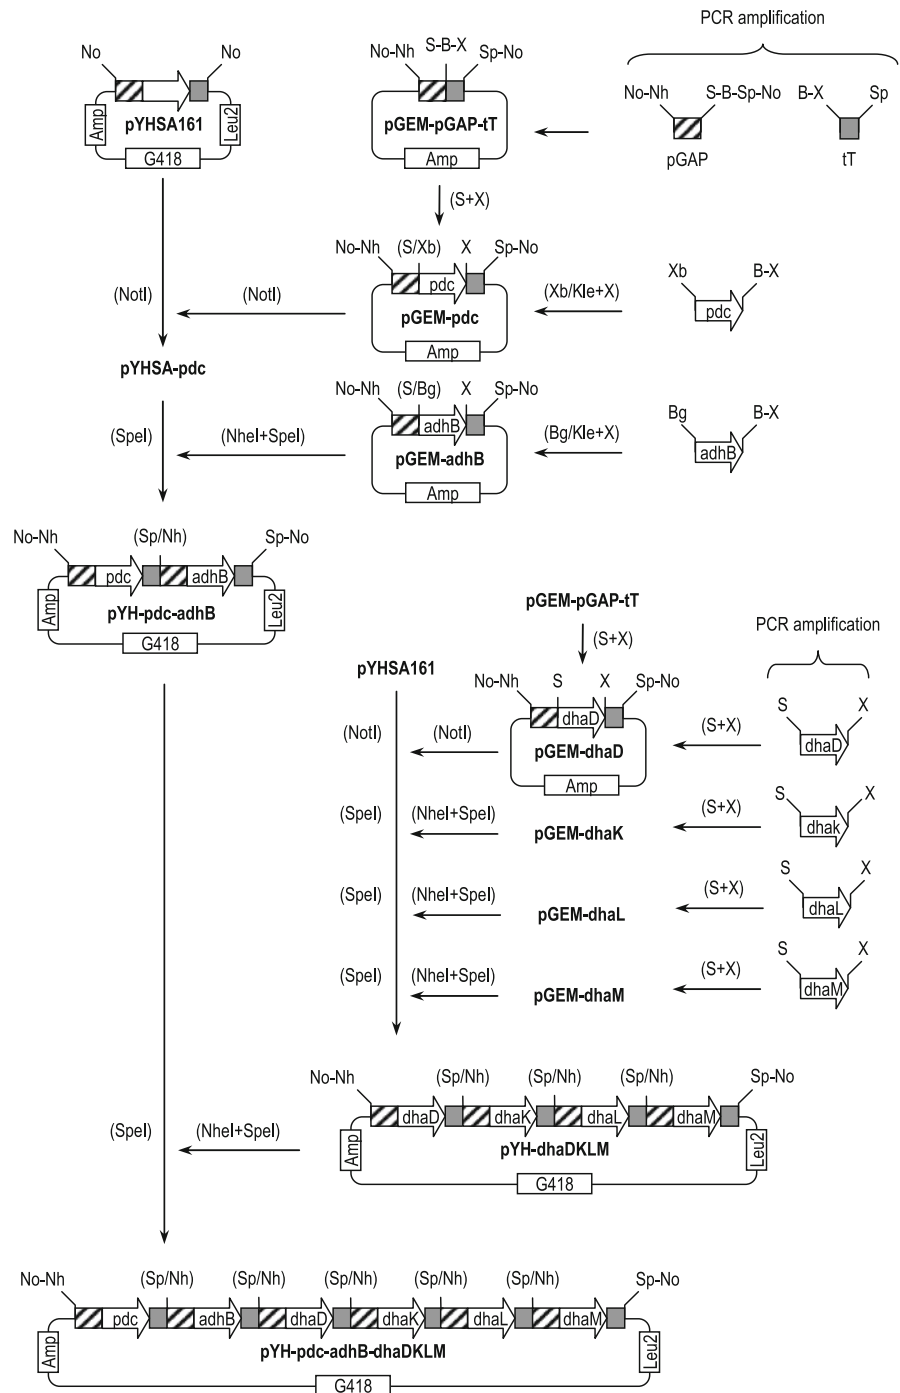 PCR amplification
No No
No-Nh S-B-X Sp-No
No-Nh S-B-Sp-No B-X Sp
Amp pYHSA161 Leu2
G418
pGEM-pGAP-tT
Amp
pGAP tT
(S+X)
No-Nh (S/Xb) X Sp-No
Xb B-X
(NotI) (NotI)
pdc
pGEM-pdc
Amp
(Xb/Kle+X)
pdc
pYHSA-pdc
No-Nh (S/Bg) X Sp-No
Bg B-X
(SpeI) (NheI+SpeI)
adhB
pGEM-adhB
Amp
(Bg/Kle+X)
adhB
No-Nh (Sp/Nh) Sp-No
pdc adhB
Amp pYH-pdc-adhB Leu2
G418
pGEM-pGAP-tT
(S+X)
PCR amplification
pYHSA161
No-Nh S X Sp-No
S X
(NotI) (NotI)
dhaD
pGEM-dhaD
Amp
(S+X)
dhaD
S X
(SpeI) (NheI+SpeI) pGEM-dhaK (S+X) dhak
S X
(SpeI) (NheI+SpeI) pGEM-dhaL (S+X) dhaL
S X
(SpeI) (NheI+SpeI) pGEM-dhaM (S+X) dhaM
No-Nh (Sp/Nh) (Sp/Nh) (Sp/Nh) Sp-No
dhaD dhaK dhaL dhaM
(SpeI) (NheI+SpeI)
Amp pYH-dhaDKLM Leu2
G418
No-Nh (Sp/Nh) (Sp/Nh) (Sp/Nh) (Sp/Nh) (Sp/Nh) Sp-No
pdc adhB dhaD dhaK dhaL dhaM
Amp pYH-pdc-adhB-dhaDKLM Leu2
G418